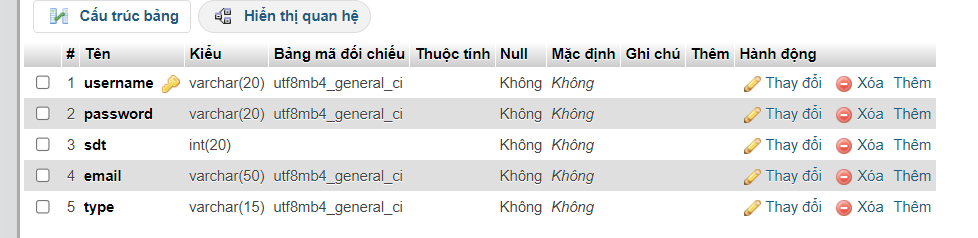 Cấu trúc bảng Hiển thị quan hệ
# Tên Kiểu Bảng mã đối chiếu Thuộc tính Null Mặc định Ghi chú Thêm Hành động
1 username varchar(20) utf8mb4_general_ci Không Không Thay đổi Xóa Thêm
2 password varchar(20) utf8mb4_general_ci Không Không Thay đổi Xóa Thêm
3 sdt int(20) Không Không Thay đổi Xóa Thêm
4 email varchar(50) utf8mb4_general_ci Không Không Thay đổi Xóa Thêm
5 type varchar(15) utf8mb4_general_ci Không Không Thay đổi Xóa Thêm